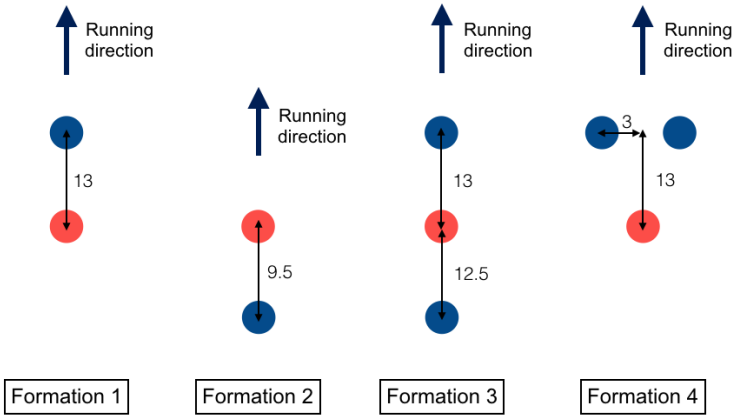 Running
direction
Running
direction
Running
direction
Running
direction
13
9.5
13
12.5
3
13
Formation 1
Formation 2
Formation 3
Formation 4